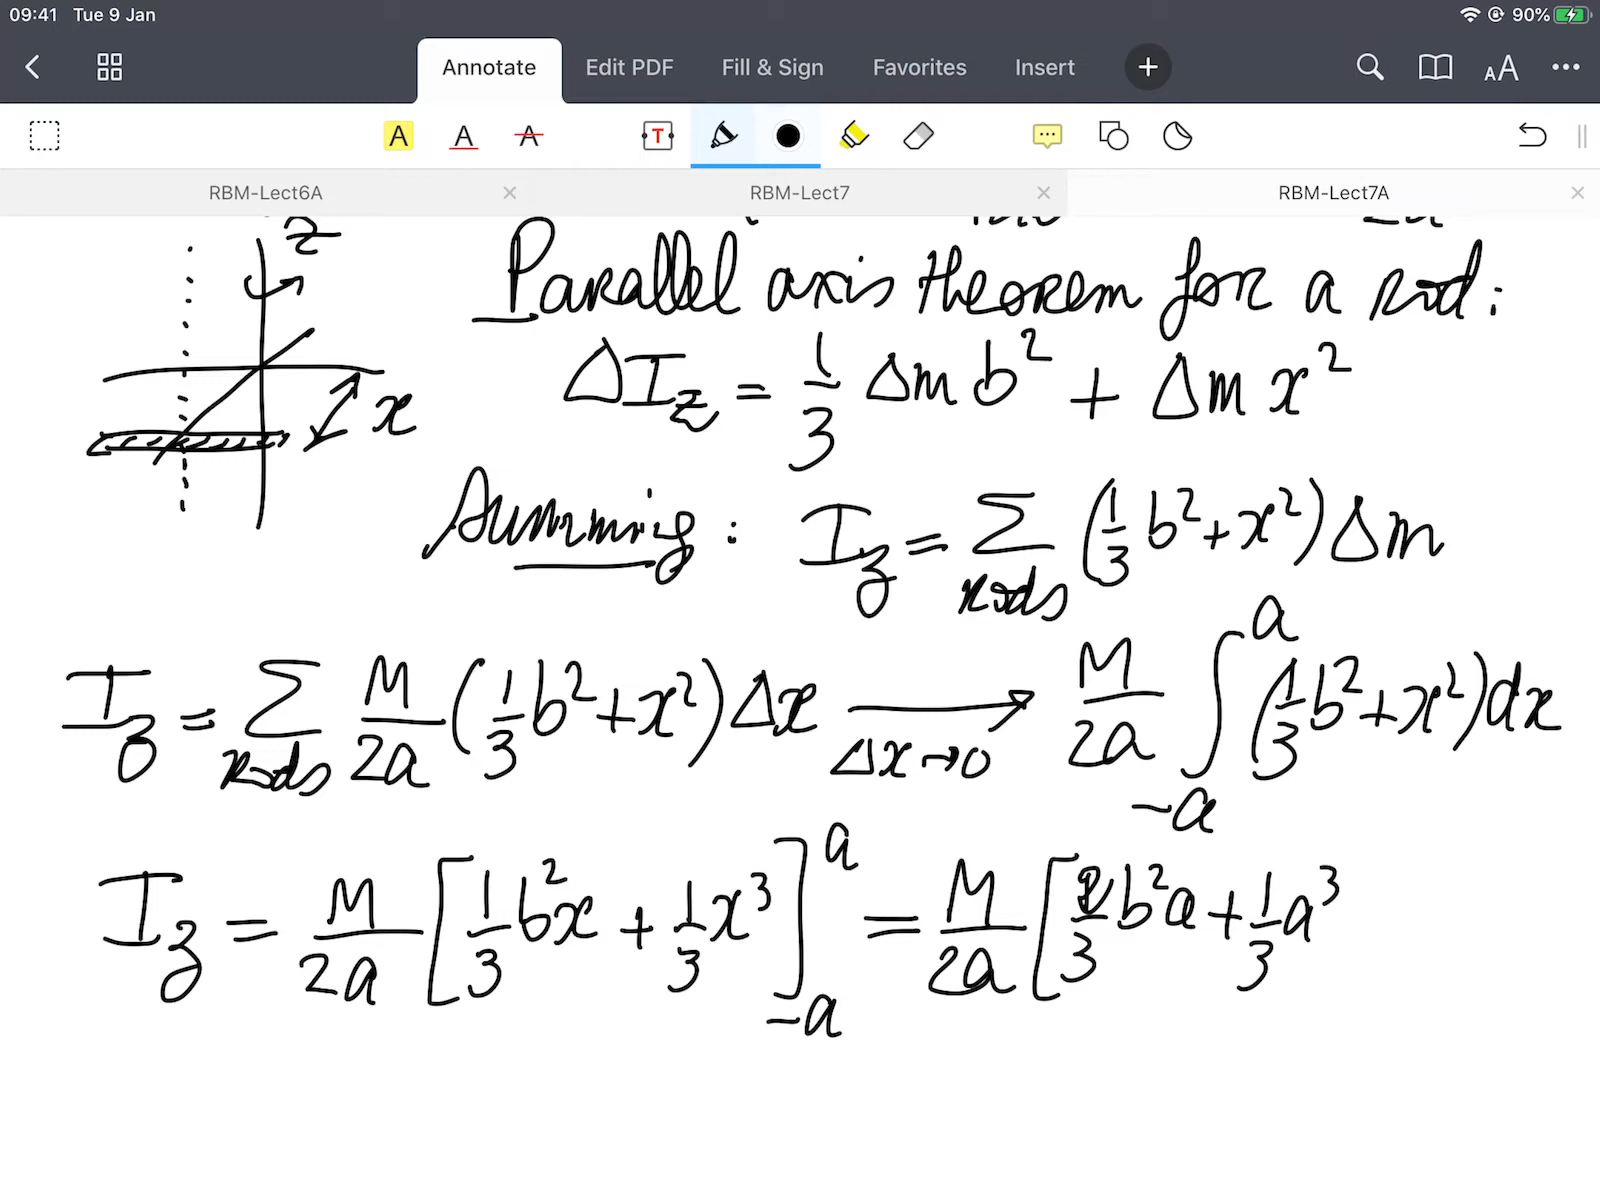 09:41 Tue 9 Jan 90%
Annotate Edit PDF Fill & Sign Favorites Insert + AA
A A A T
RBM-Lect6A × RBM-Lect7 × RBM-Lect7A ×
z
x
Parallel axis theorem for a rod:
ΔI_z = 1/3 Δm b² + Δm x²
Summing: I_z = Σ_rods (1/3 b² + x²) Δm
I_z = Σ_rods M/2a (1/3 b² + x²) Δx →_{Δx→0} M/2a ∫_{-a}^{a} (1/3 b² + x²) dx
I_z = M/2a [1/3 b² x + 1/3 x³]_{-a}^{a} = M/2a [2/3 b² a + 1/3 a³